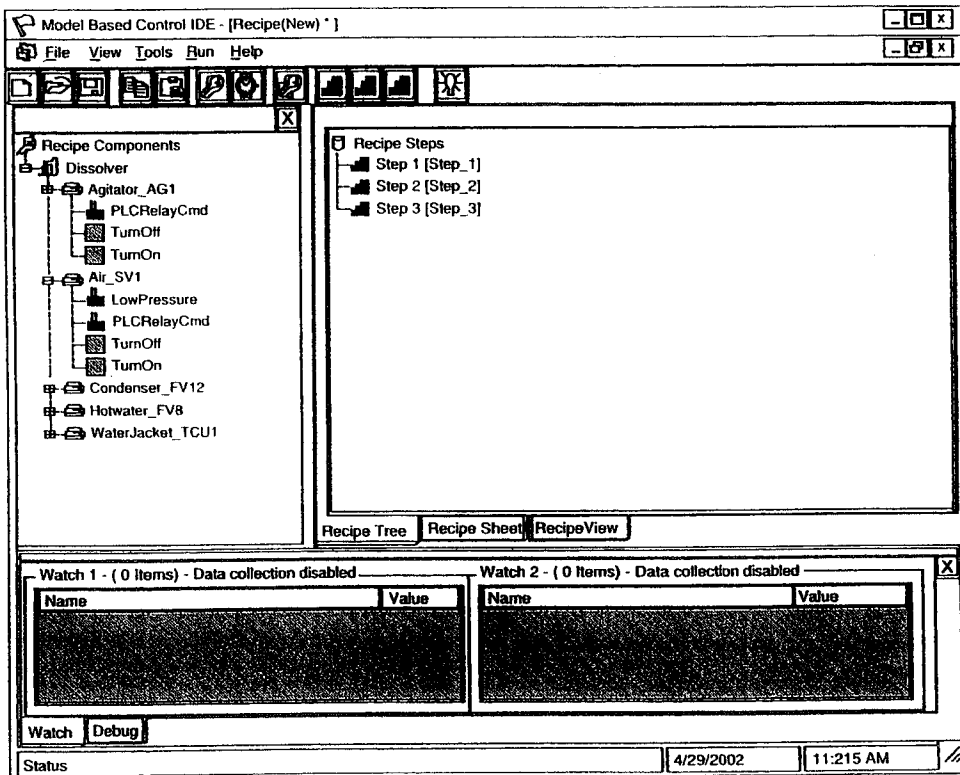 Model Based Control IDE - [Recipe(New) * ]
File View Tools Run Help
Recipe Components
Dissolver
Agitator_AG1
PLCRelayCmd
TurnOff
TurnOn
Air_SV1
LowPressure
PLCRelayCmd
TurnOff
TurnOn
Condenser_FV12
Hotwater_FV8
WaterJacket_TCU1
Recipe Steps
Step 1 [Step_1]
Step 2 [Step_2]
Step 3 [Step_3]
Recipe Tree Recipe Sheet RecipeView
Watch 1 - ( 0 Items) - Data collection disabled
Name Value
Watch 2 - ( 0 Items) - Data collection disabled
Name Value
Watch Debug
Status 4/29/2002 11:215 AM